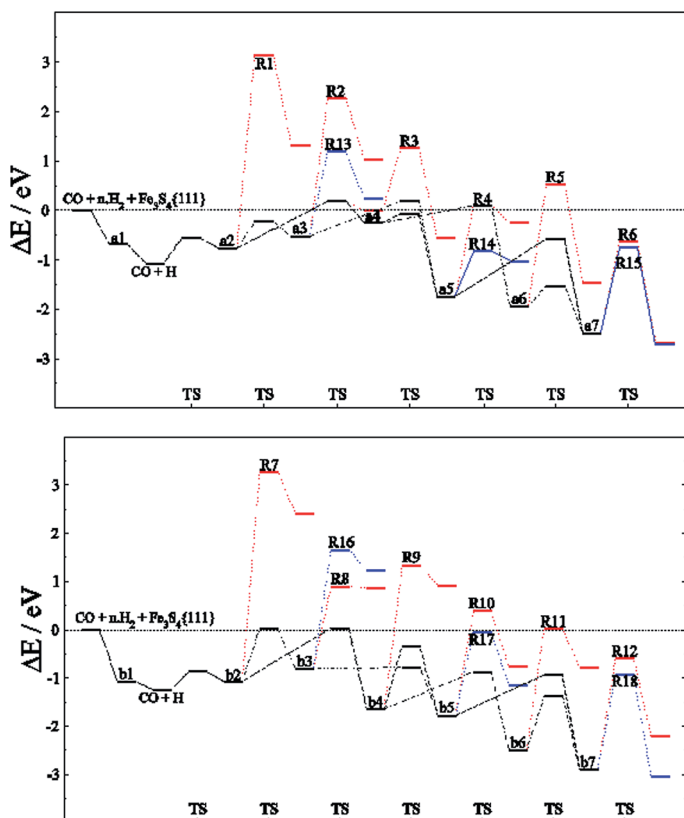 3
R1
R2
2
R13
R3
1
R5
CO + n.H2 + Fe3S4{111}
0
R4
a4
R6
a1
a2
a3
R14
-1
CO + H
R15
a5
a6
-2
a7
-3
TS TS TS TS TS TS TS
ΔE / eV
R7
3
2
R16
R9
R8
1
R10
R11
CO + n.H2 + Fe3S4{111}
0
R17
R12
b1
b2
b3
-1
CO + H
R18
b4
b5
-2
b6
b7
-3
TS TS TS TS TS TS TS
ΔE / eV